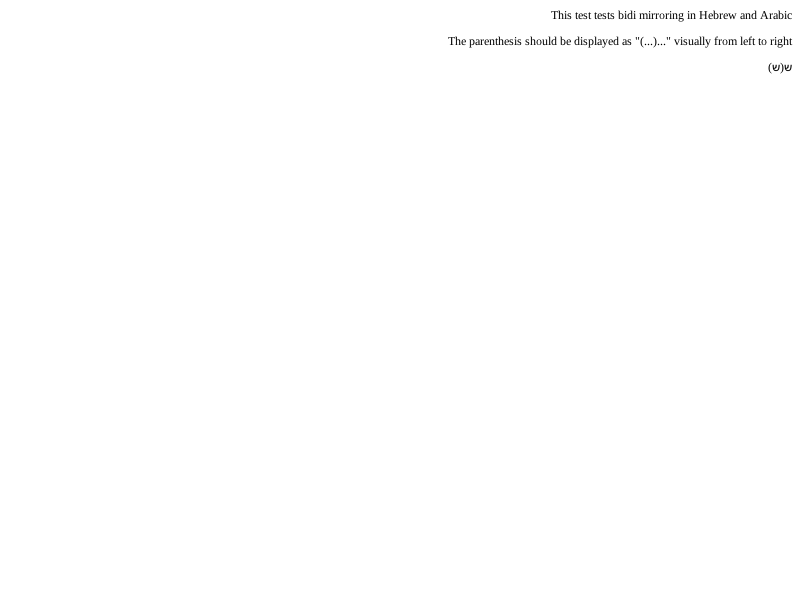 This test tests bidi mirroring in Hebrew and Arabic
The parenthesis should be displayed as "(...)..." visually from left to right
ש(ש)